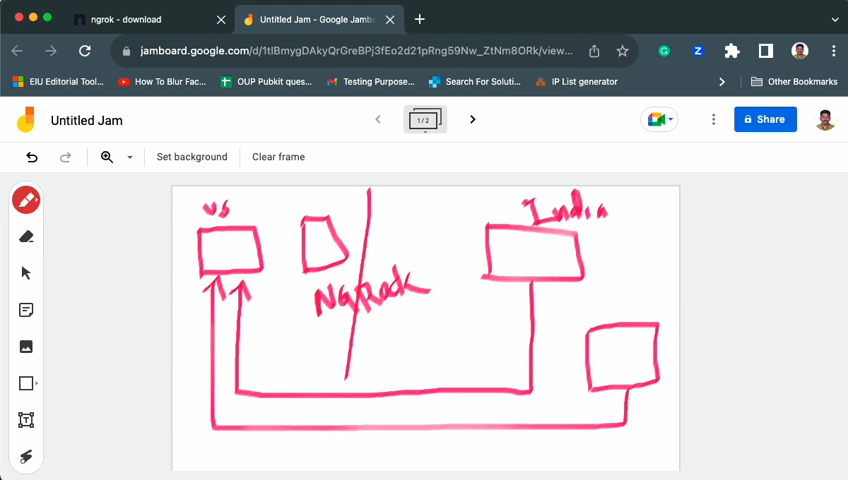 ngrok - download
Untitled Jam - Google Jamb
jamboard.google.com/d/1tIBmygDAkyQrGreBPj3fEo2d21pRng59Nw_ZtNm8ORk/view...
EIU Editorial Tool...
How To Blur Fac...
OUP Pubkit ques...
Testing Purpose...
Search For Soluti...
IP List generator
Other Bookmarks
Untitled Jam
1/2
Share
Set background
Clear frame
US
India
NgRock